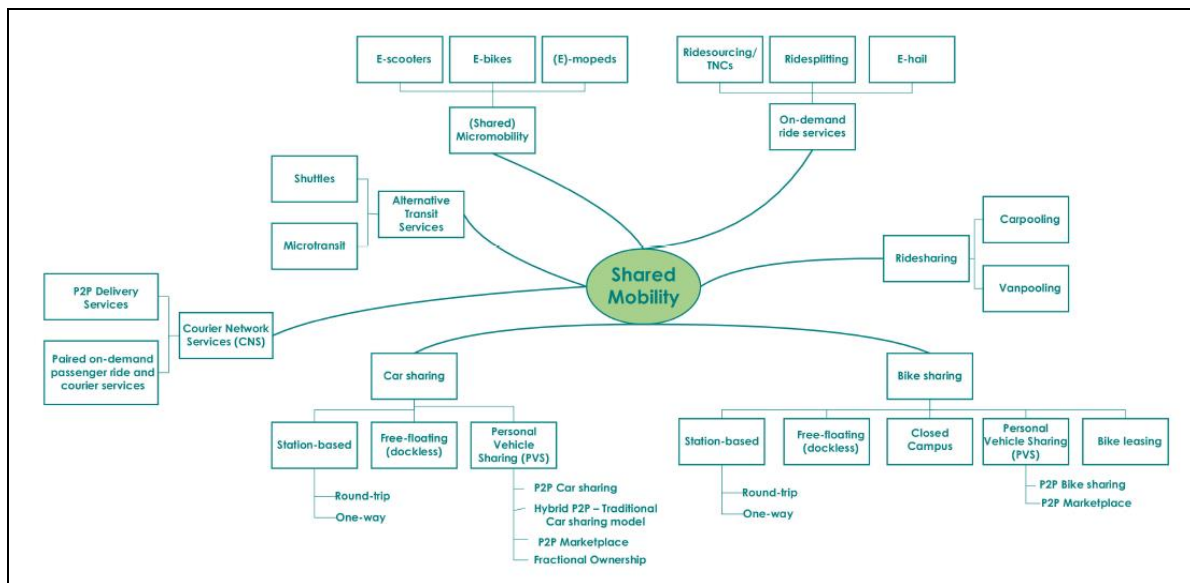 E-scooters
E-bikes
(E)-mopeds
Ridesourcing/
TNCs
Ridesplitting
E-hail
(Shared)
Micromobility
On-demand
ride services
Shuttles
Microtransit
Alternative
Transit
Services
Carpooling
Ridesharing
Vanpooling
Shared
Mobility
P2P Delivery
Services
Courier Network
Services (CNS)
Paired on-demand
passenger ride and
courier services
Car sharing
Bike sharing
Station-based
Free-floating
(dockless)
Personal
Vehicle
Sharing (PVS)
Round-trip
One-way
P2P Car sharing
Hybrid P2P – Traditional
Car sharing model
P2P Marketplace
Fractional Ownership
Station-based
Free-floating
(dockless)
Closed
Campus
Personal
Vehicle Sharing
(PVS)
Bike leasing
Round-trip
One-way
P2P Bike sharing
P2P Marketplace